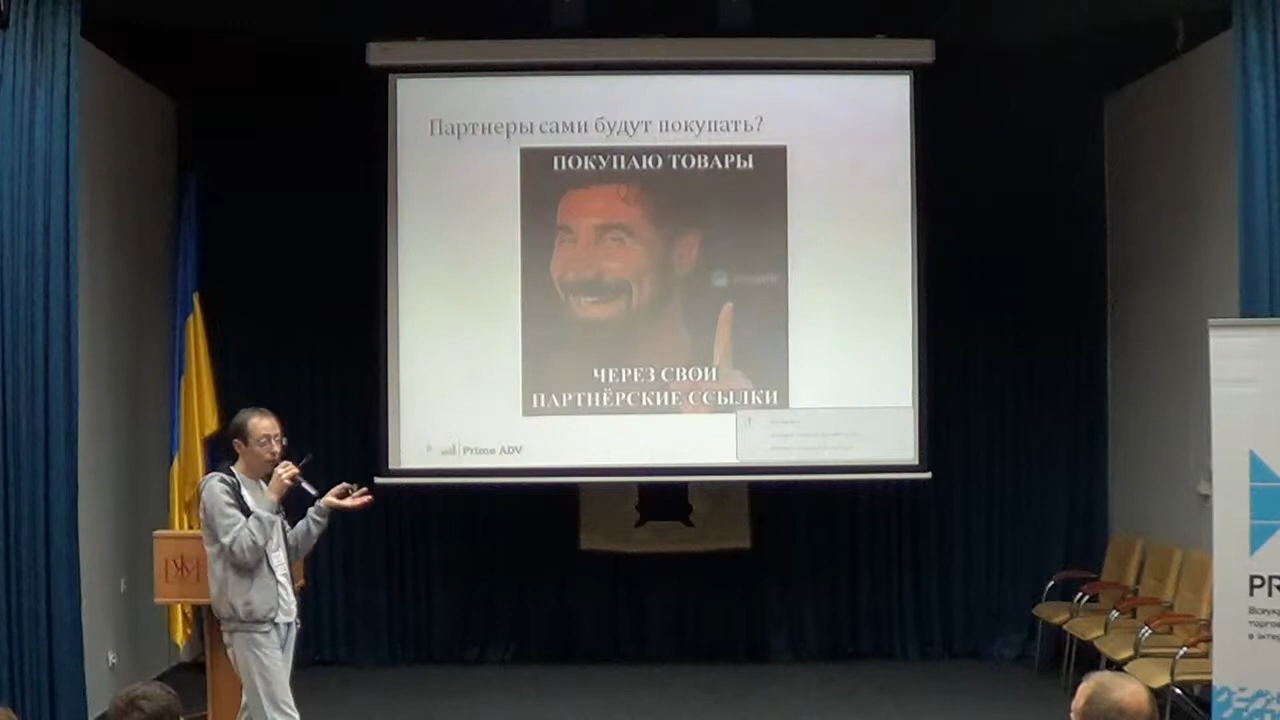 Партнеры сами будут покупать?
ПОКУПАЮ ТОВАРЫ
ЧЕРЕЗ СВОИ
ПАРТНЁРСКИЕ ССЫЛКИ
Prime ADV
PR